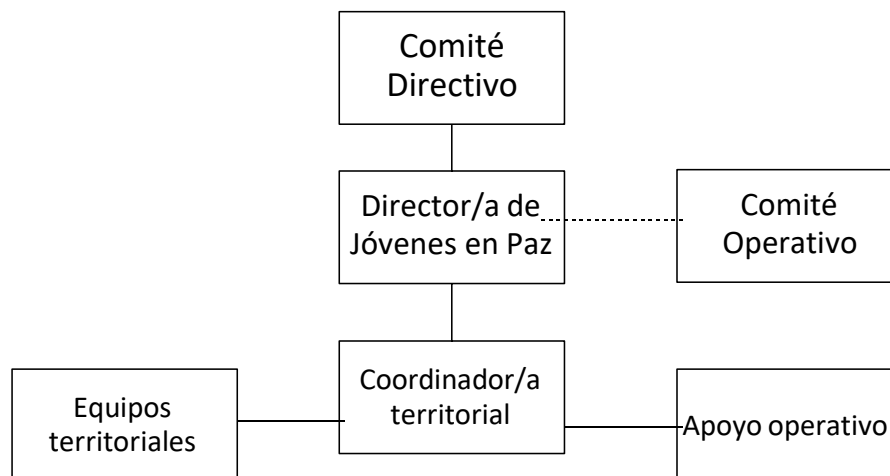 Comité
Directivo
Director/a de
Jóvenes en Paz
Comité
Operativo
Coordinador/a
territorial
Equipos
territoriales
Apoyo operativo